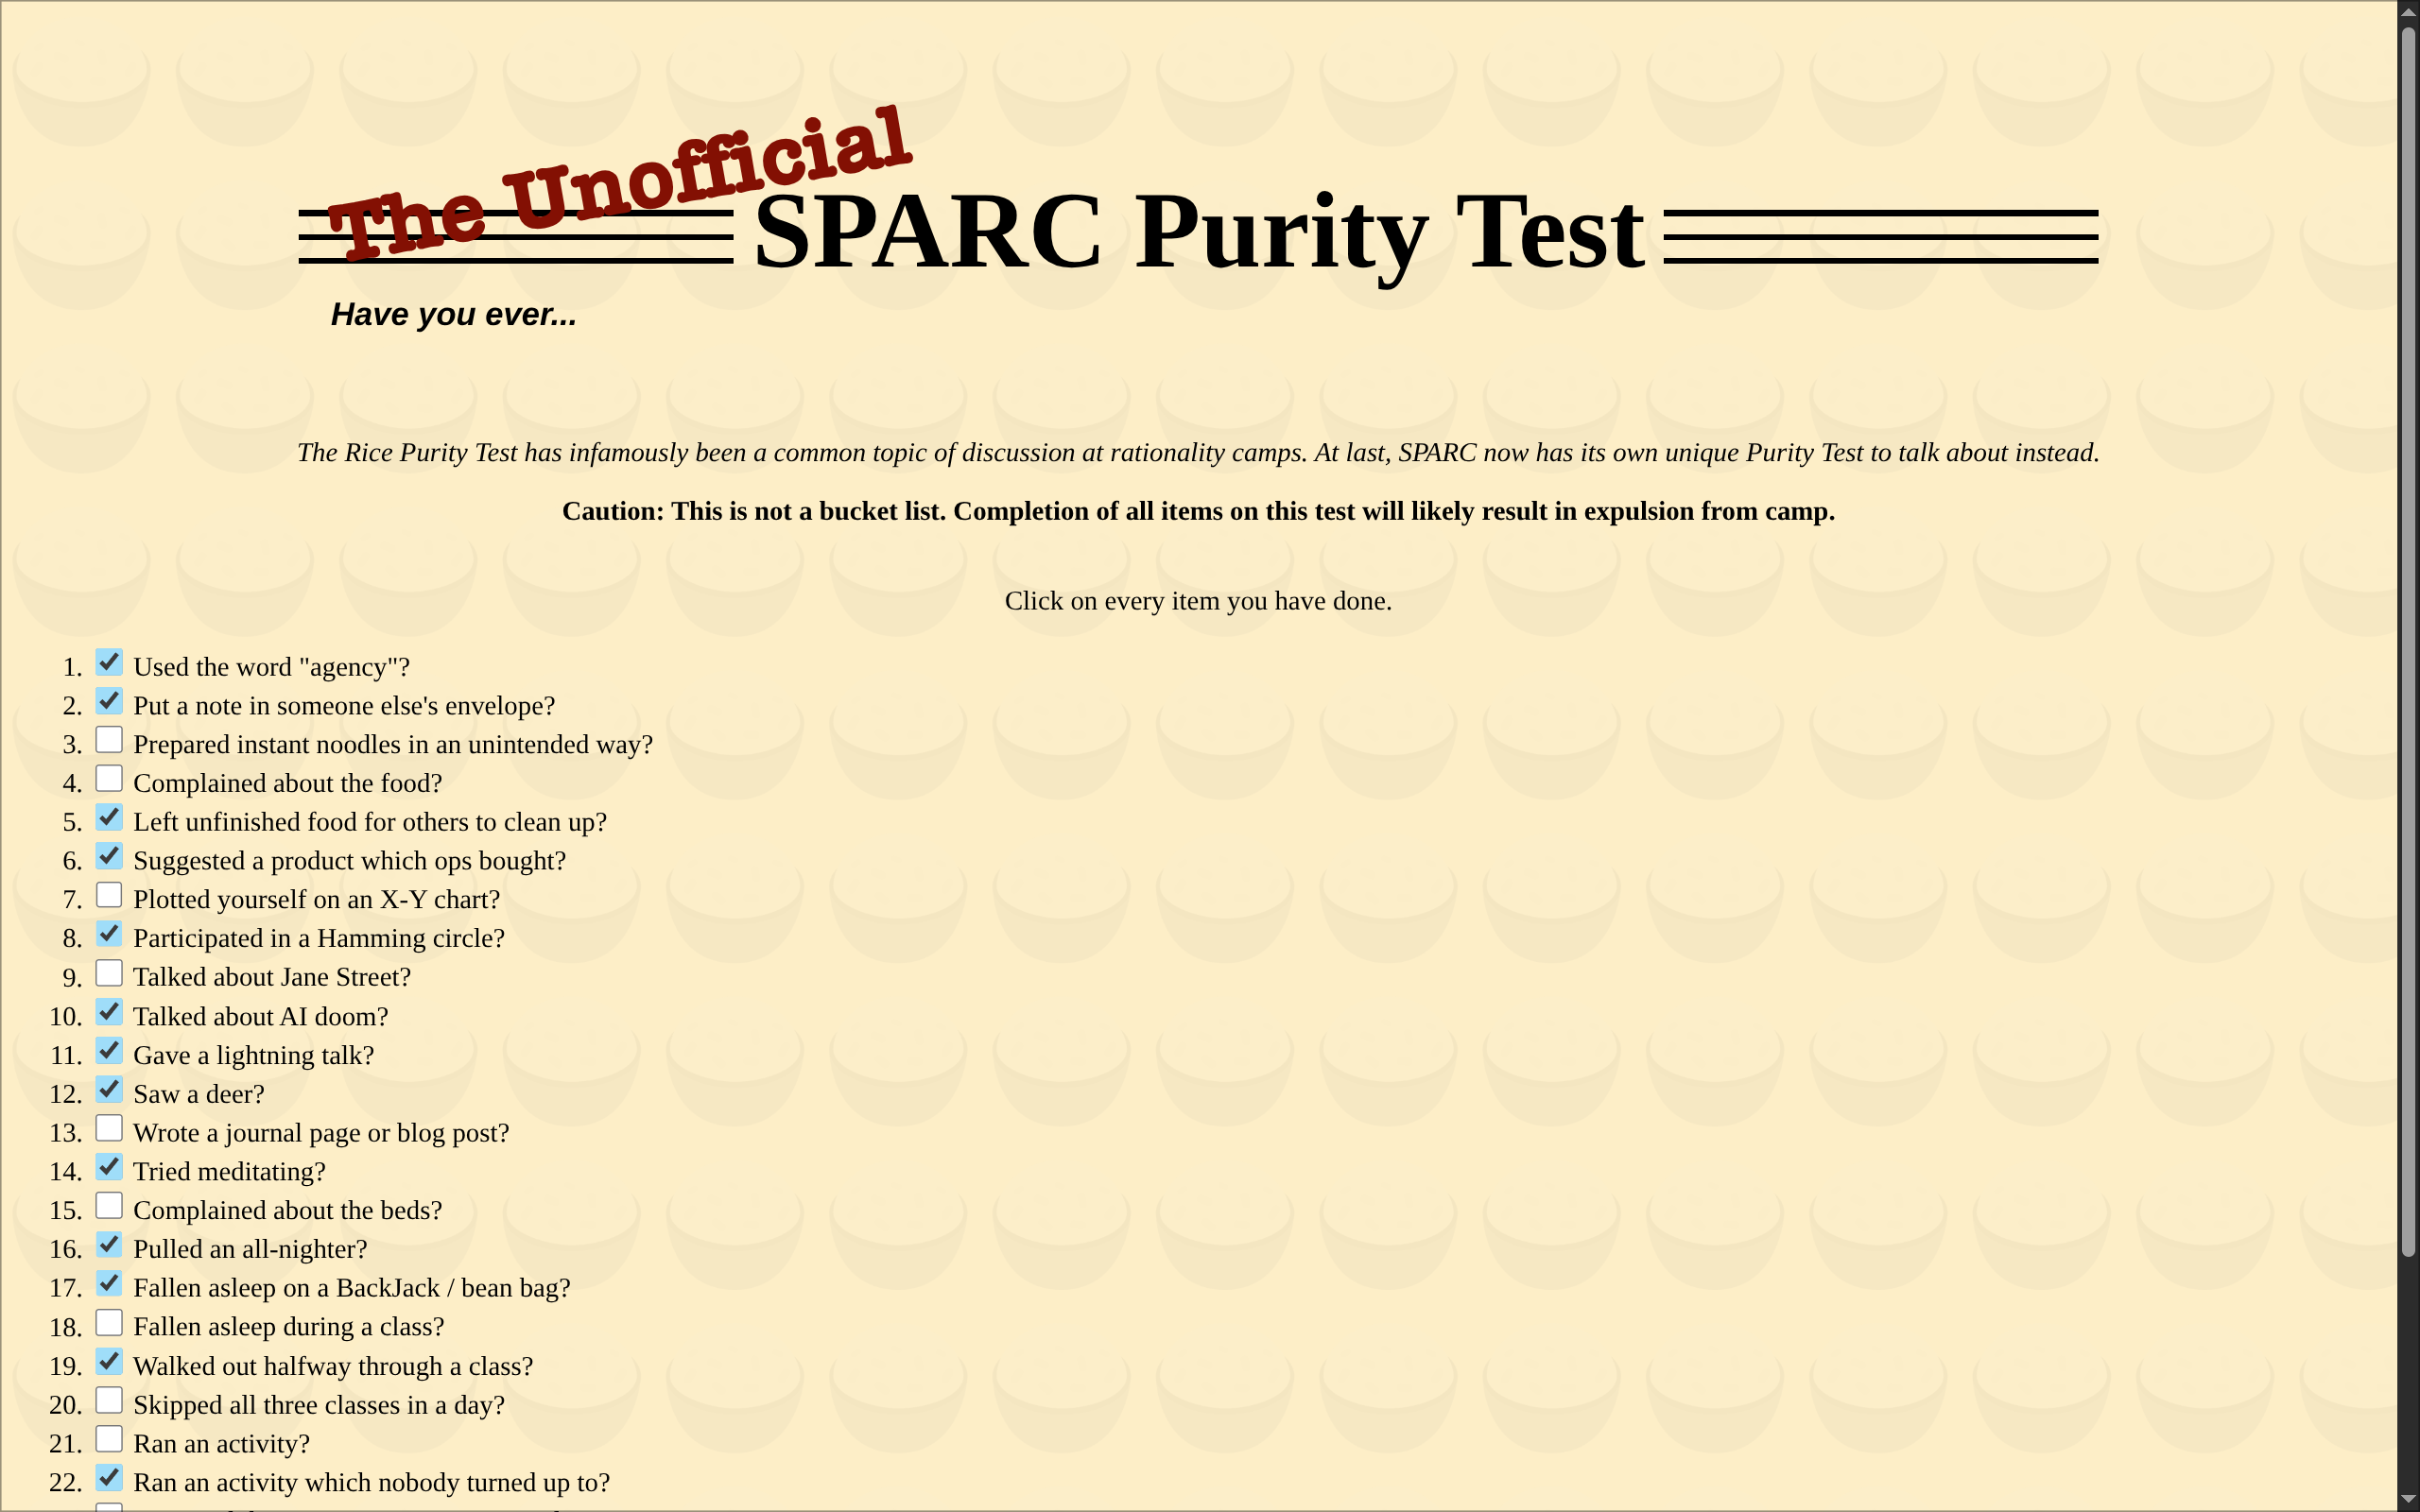 The Unofficial
SPARC Purity Test
Have you ever...
The Rice Purity Test has infamously been a common topic of discussion at rationality camps. At last, SPARC now has its own unique Purity Test to talk about instead.
Caution: This is not a bucket list. Completion of all items on this test will likely result in expulsion from camp.
Click on every item you have done.
1. Used the word "agency"?
2. Put a note in someone else's envelope?
3. Prepared instant noodles in an unintended way?
4. Complained about the food?
5. Left unfinished food for others to clean up?
6. Suggested a product which ops bought?
7. Plotted yourself on an X-Y chart?
8. Participated in a Hamming circle?
9. Talked about Jane Street?
10. Talked about AI doom?
11. Gave a lightning talk?
12. Saw a deer?
13. Wrote a journal page or blog post?
14. Tried meditating?
15. Complained about the beds?
16. Pulled an all-nighter?
17. Fallen asleep on a BackJack / bean bag?
18. Fallen asleep during a class?
19. Walked out halfway through a class?
20. Skipped all three classes in a day?
21. Ran an activity?
22. Ran an activity which nobody turned up to?